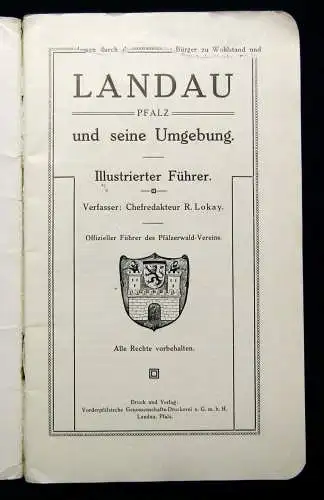 durch
Bürger zu Wohlstand und
LANDAU
PFALZ
und seine Umgebung.
Illustrierter Führer.
Verfasser: Chefredakteur R. Lokay.
Offizieller Führer des Pfälzerwald-Vereins.
Alle Rechte vorbehalten.
Druck und Verlag:
Vorderpfälzische Genossenschafts-Druckerei e. G. m. b. H.
Landau, Pfalz.